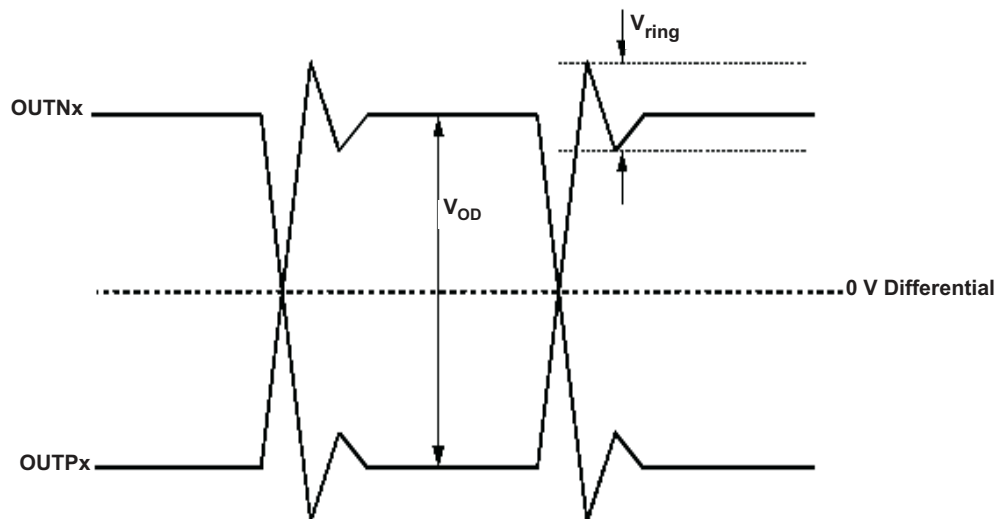 Vring
OUTNx
VOD
0 V Differential
OUTPx